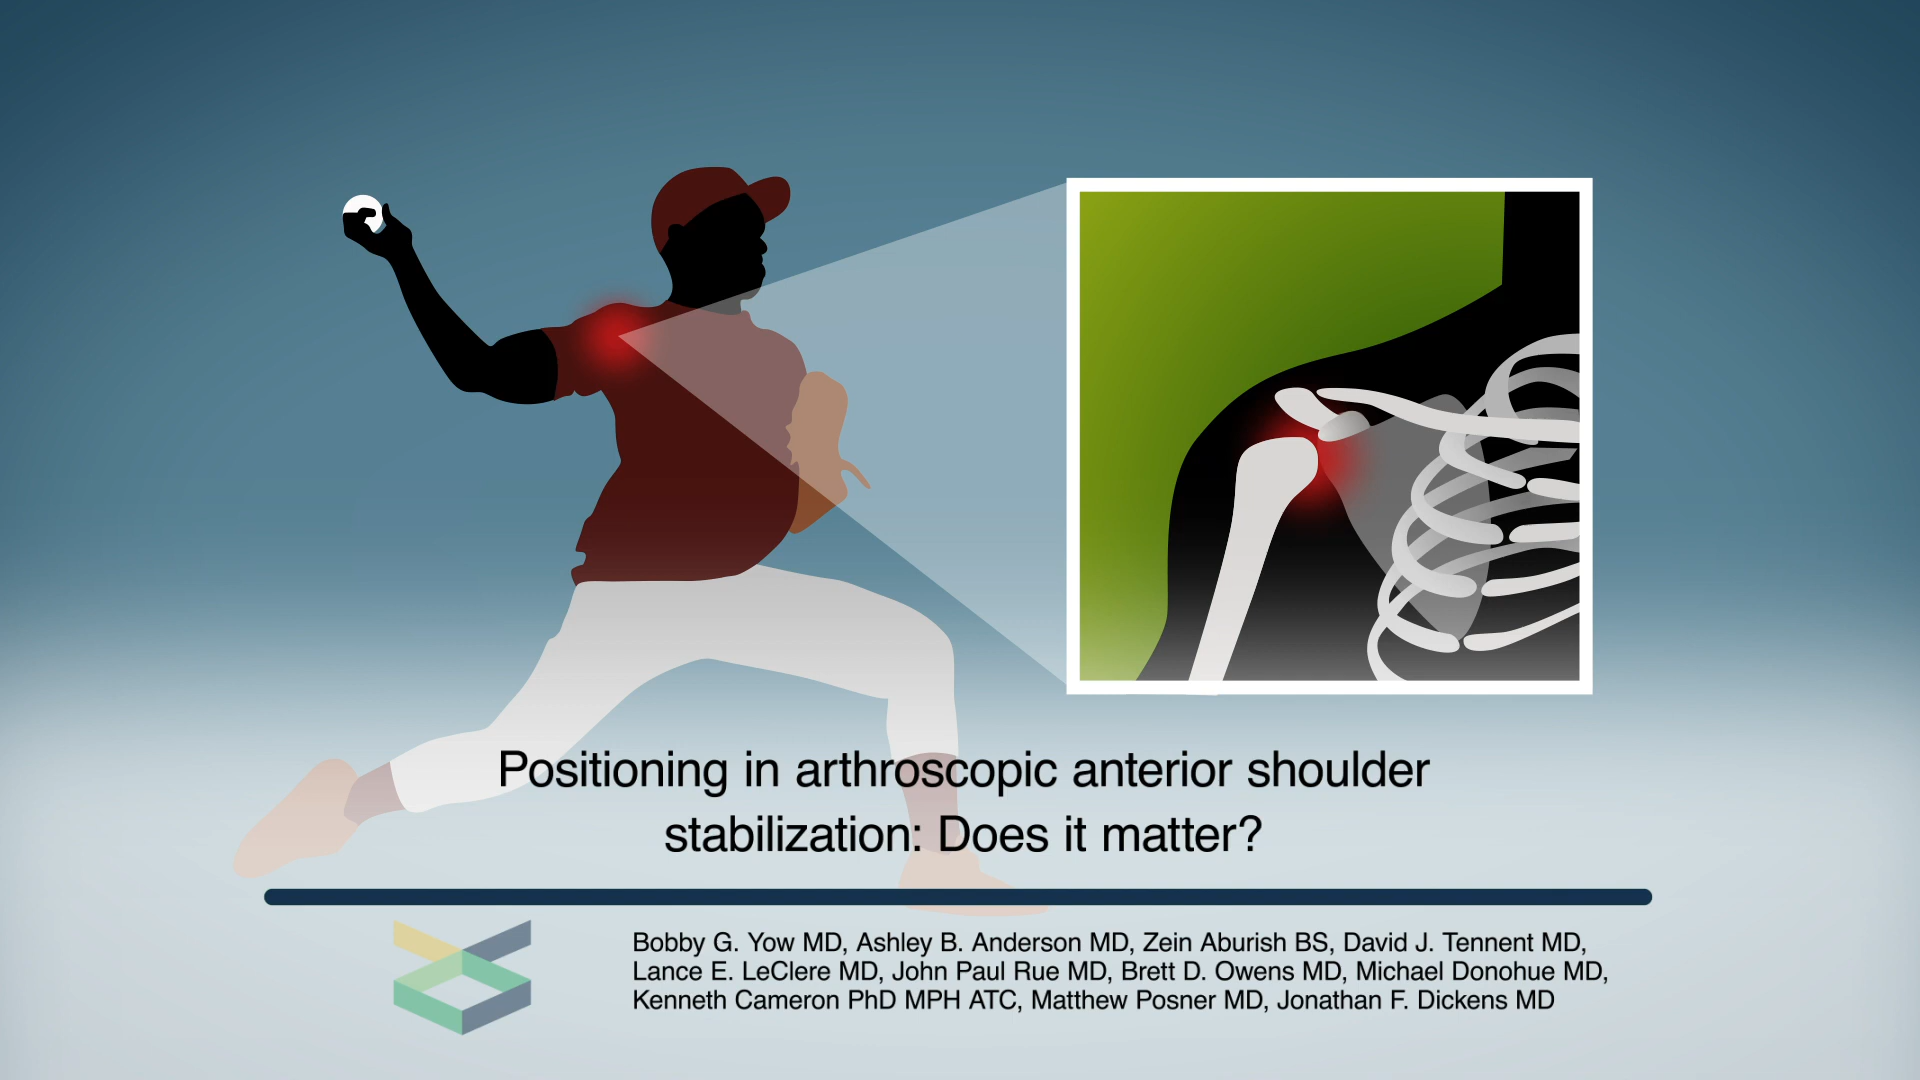 Positioning in arthroscopic anterior shoulder
stabilization: Does it matter?
Bobby G. Yow MD, Ashley B. Anderson MD, Zein Aburish BS, David J. Tennent MD,
Lance E. LeClere MD, John Paul Rue MD, Brett D. Owens MD, Michael Donohue MD,
Kenneth Cameron PhD MPH ATC, Matthew Posner MD, Jonathan F. Dickens MD